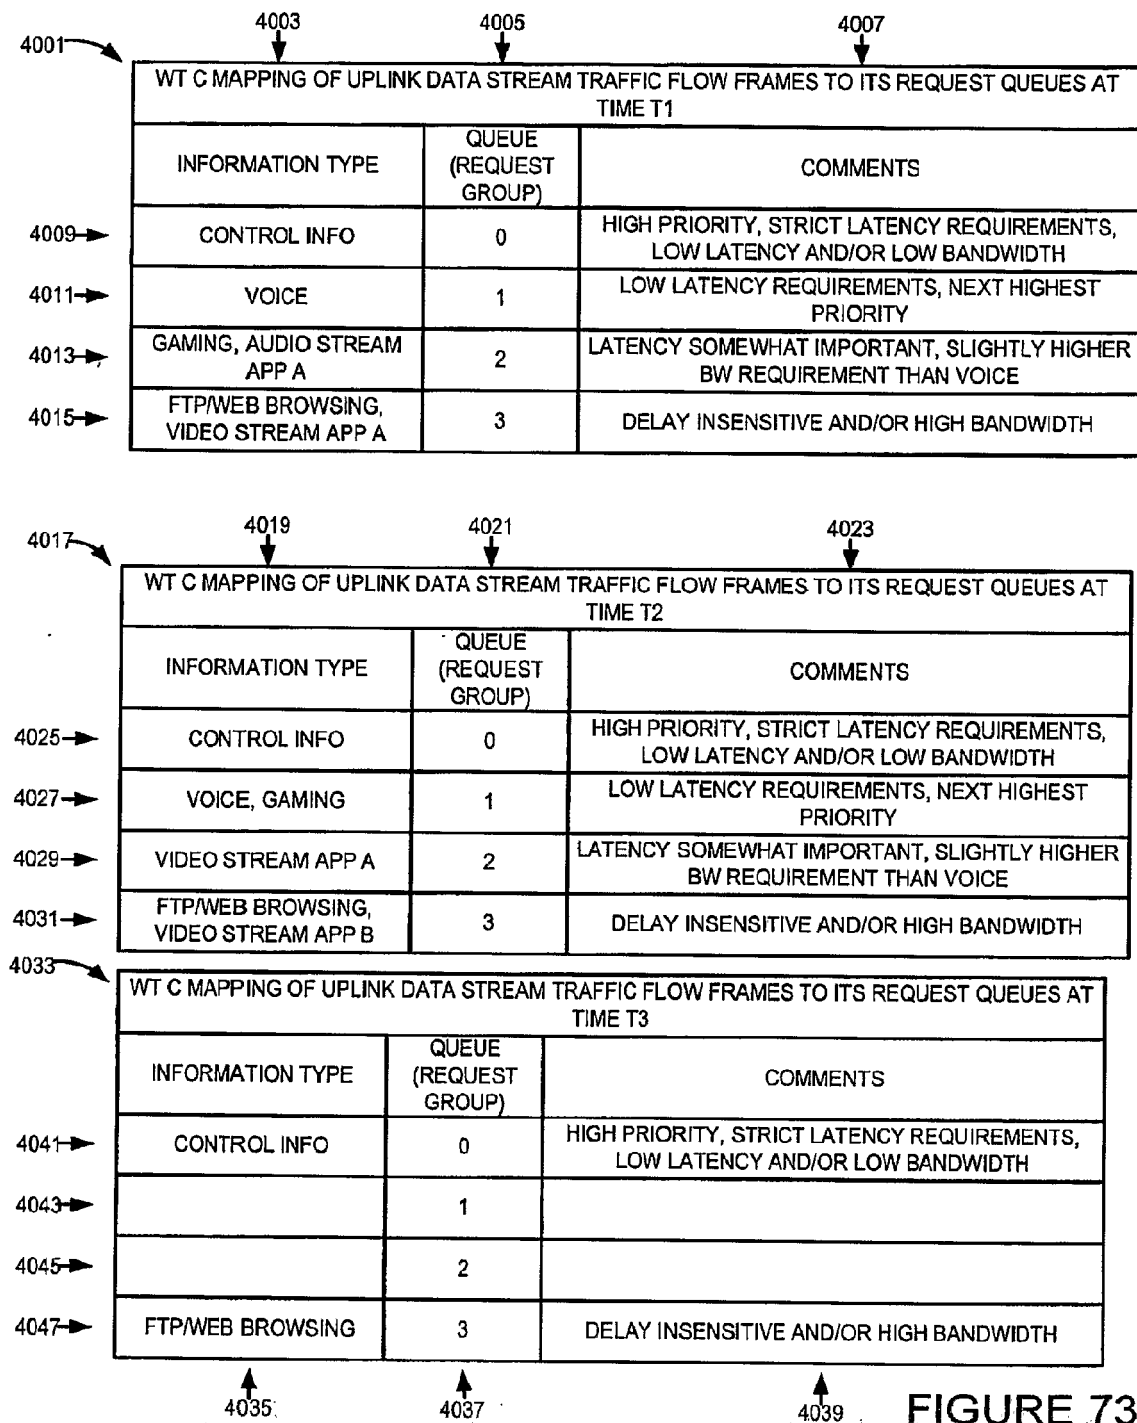 4003 4005 4007
4001
WT C MAPPING OF UPLINK DATA STREAM TRAFFIC FLOW FRAMES TO ITS REQUEST QUEUES AT
TIME T1
INFORMATION TYPE
QUEUE
(REQUEST
GROUP)
COMMENTS
4009
CONTROL INFO
0
HIGH PRIORITY, STRICT LATENCY REQUIREMENTS,
LOW LATENCY AND/OR LOW BANDWIDTH
4011
VOICE
1
LOW LATENCY REQUIREMENTS, NEXT HIGHEST
PRIORITY
4013
GAMING, AUDIO STREAM
APP A
2
LATENCY SOMEWHAT IMPORTANT, SLIGHTLY HIGHER
BW REQUIREMENT THAN VOICE
4015
FTP/WEB BROWSING,
VIDEO STREAM APP A
3
DELAY INSENSITIVE AND/OR HIGH BANDWIDTH
4019 4021 4023
4017
WT C MAPPING OF UPLINK DATA STREAM TRAFFIC FLOW FRAMES TO ITS REQUEST QUEUES AT
TIME T2
INFORMATION TYPE
QUEUE
(REQUEST
GROUP)
COMMENTS
4025
CONTROL INFO
0
HIGH PRIORITY, STRICT LATENCY REQUIREMENTS,
LOW LATENCY AND/OR LOW BANDWIDTH
4027
VOICE, GAMING
1
LOW LATENCY REQUIREMENTS, NEXT HIGHEST
PRIORITY
4029
VIDEO STREAM APP A
2
LATENCY SOMEWHAT IMPORTANT, SLIGHTLY HIGHER
BW REQUIREMENT THAN VOICE
4031
FTP/WEB BROWSING,
VIDEO STREAM APP B
3
DELAY INSENSITIVE AND/OR HIGH BANDWIDTH
4033
WT C MAPPING OF UPLINK DATA STREAM TRAFFIC FLOW FRAMES TO ITS REQUEST QUEUES AT
TIME T3
INFORMATION TYPE
QUEUE
(REQUEST
GROUP)
COMMENTS
4041
CONTROL INFO
0
HIGH PRIORITY, STRICT LATENCY REQUIREMENTS,
LOW LATENCY AND/OR LOW BANDWIDTH
4043
1
4045
2
4047
FTP/WEB BROWSING
3
DELAY INSENSITIVE AND/OR HIGH BANDWIDTH
4035 4037 4039
FIGURE 73